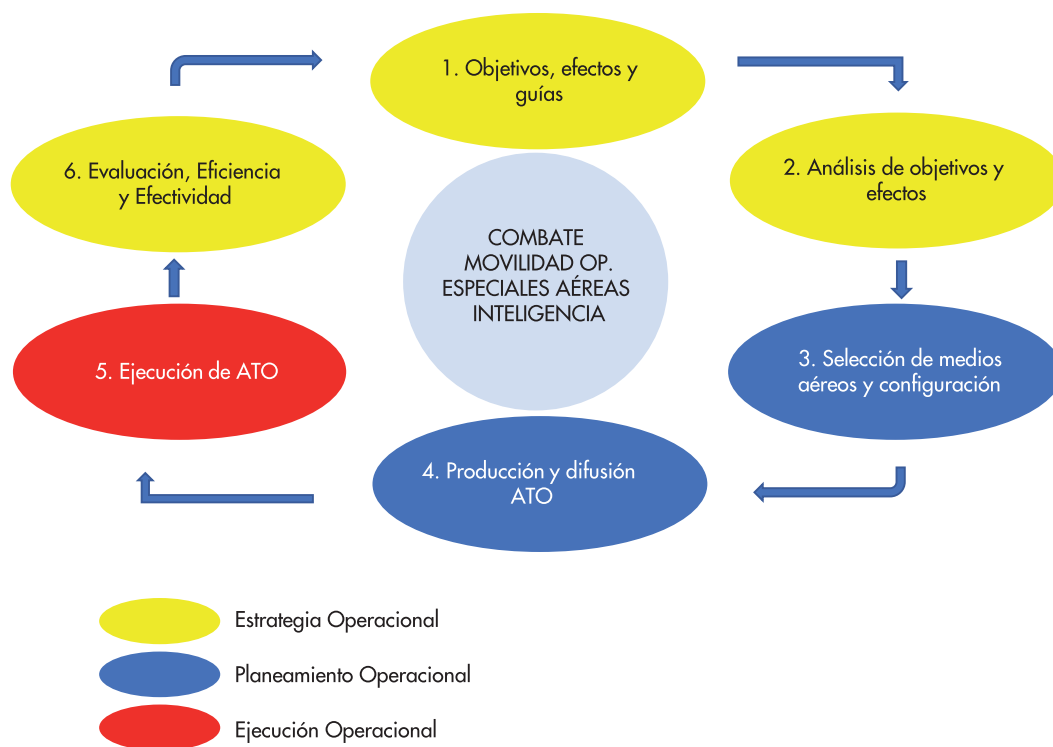 1. Objetivos, efectos y
guías
2. Análisis de objetivos y
efectos
3. Selección de medios
aéreos y configuración
4. Producción y difusión
ATO
5. Ejecución de ATO
6. Evaluación, Eficiencia
y Efectividad
COMBATE
MOVILIDAD OP.
ESPECIALES AÉREAS
INTELIGENCIA
Estrategia Operacional
Planeamiento Operacional
Ejecución Operacional